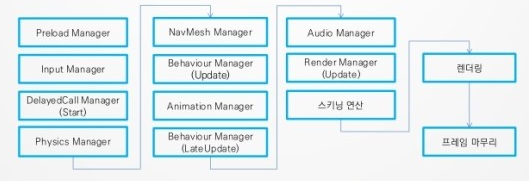 Preload Manager
Input Manager
DelayedCall Manager
(Start)
Physics Manager
NavMesh Manager
Behaviour Manager
(Update)
Animation Manager
Behaviour Manager
(LateUpdate)
Audio Manager
Render Manager
(Update)
스키닝 연산
렌더링
프레임 마무리